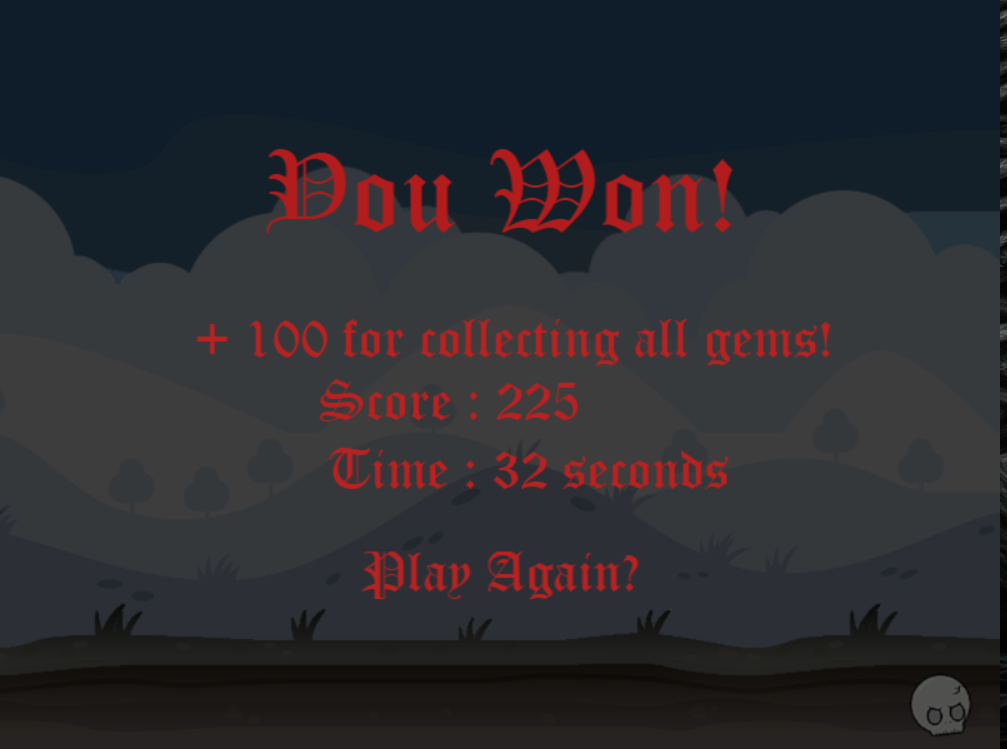 You Won!
+ 100 for collecting all gems!
Score : 225
Time : 32 seconds
Play Again?